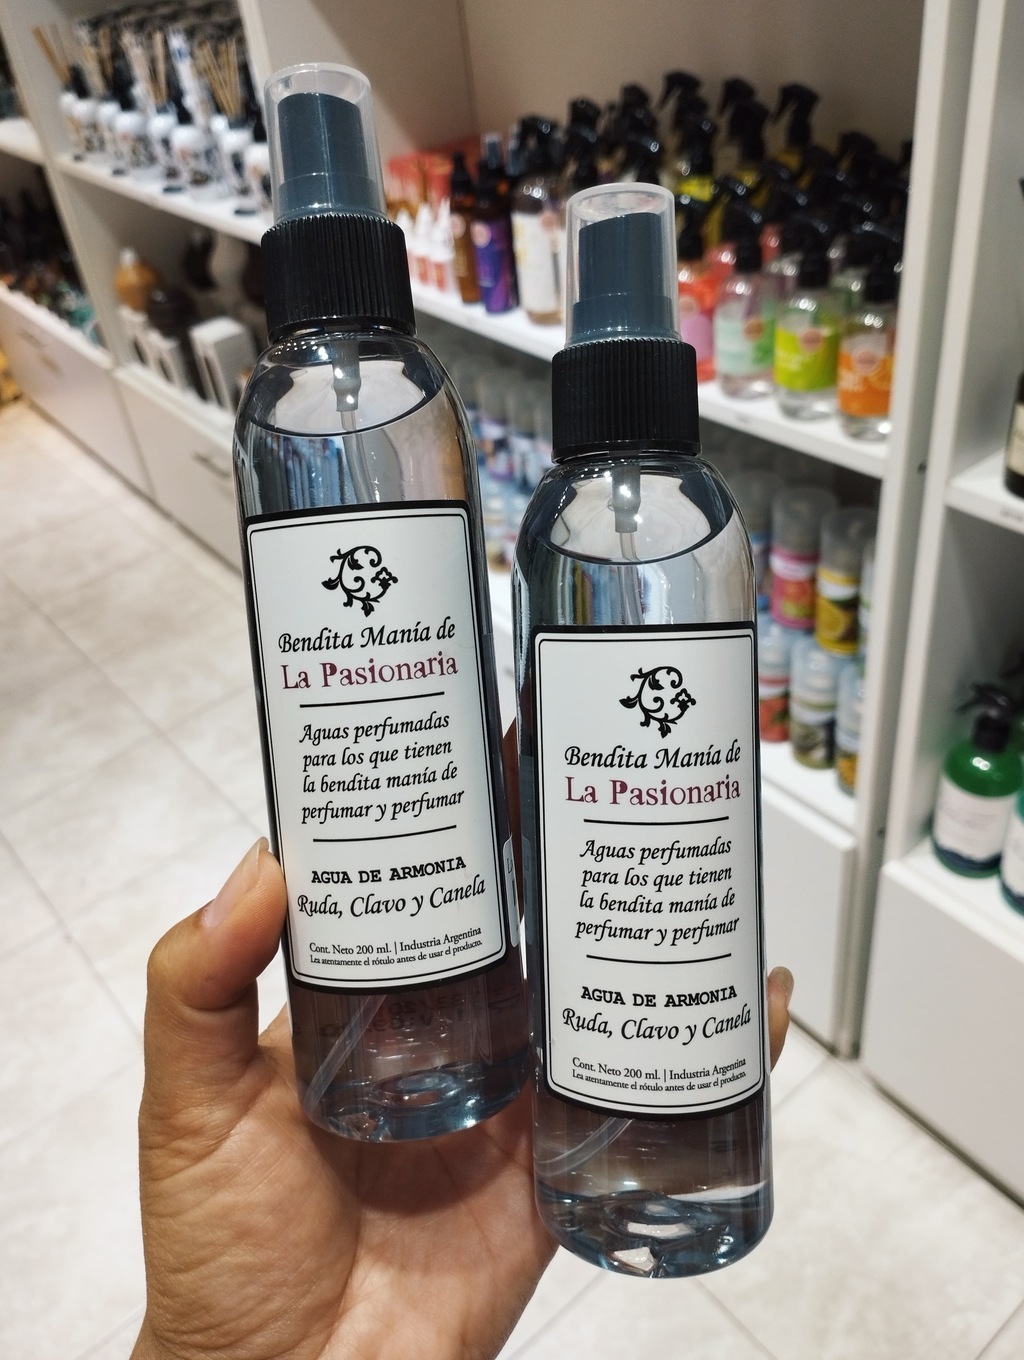 Bendita Manía de
La Pasionaria
Aguas perfumadas
para los que tienen
la bendita manía de
perfumar y perfumar
AGUA DE ARMONIA
Ruda, Clavo y Canela
Cont. Neto 200 ml. | Industria Argentina
Lea atentamente el rótulo antes de usar el producto.
Bendita Manía de
La Pasionaria
Aguas perfumadas
para los que tienen
la bendita manía de
perfumar y perfumar
AGUA DE ARMONIA
Ruda, Clavo y Canela
Cont. Neto 200 ml. | Industria Argentina
Lea atentamente el rótulo antes de usar el producto.